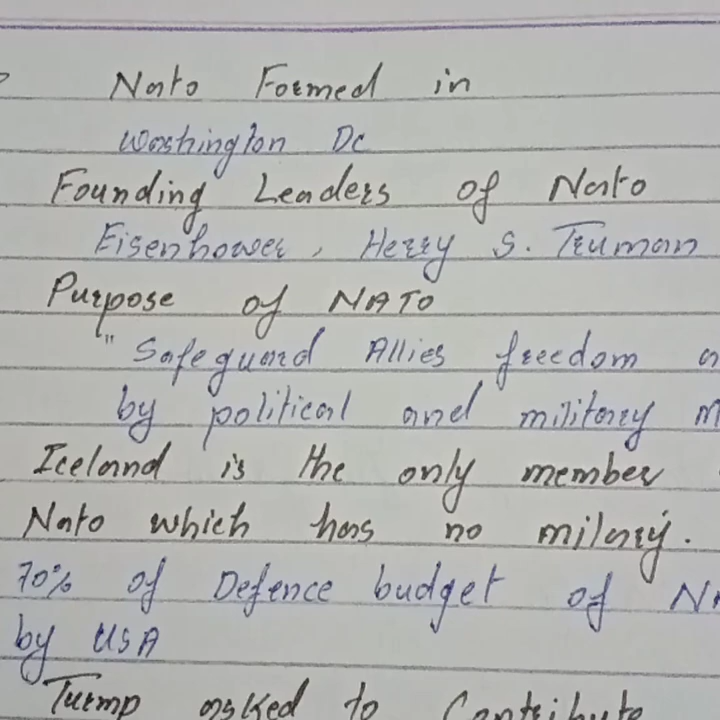 Nato Formed in
Washington Dc
Founding Leaders of Nato
Eisenhower, Herry S. Truman
Purpose of NATO
" Safeguard Allies freedom
by political and military
Iceland is the only member
Nato which has no milary.
70% of Defence budget of
by USA
Turmp asked to Contribute